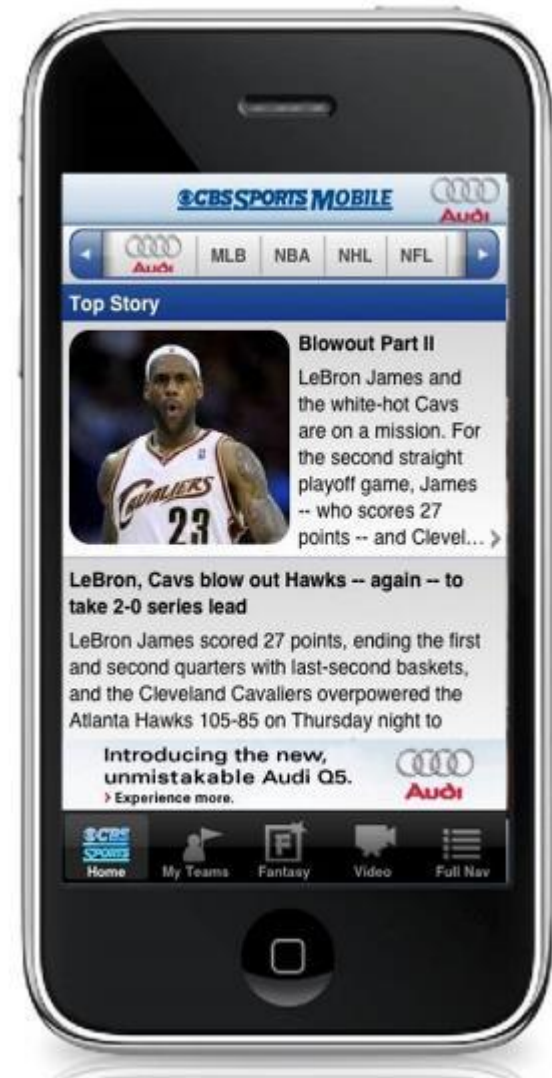 CBS SPORTS MOBILE
Audi
Audi MLB NBA NHL NFL
Top Story
Blowout Part II
LeBron James and
the white-hot Cavs
are on a mission. For
the second straight
playoff game, James
-- who scores 27
points -- and Clevel...
CAVALIERS
23
LeBron, Cavs blow out Hawks -- again -- to
take 2-0 series lead
LeBron James scored 27 points, ending the first
and second quarters with last-second baskets,
and the Cleveland Cavaliers overpowered the
Atlanta Hawks 105-85 on Thursday night to
Introducing the new,
unmistakable Audi Q5.
Experience more.
Audi
CBS
SPORTS
Home My Teams Fantasy Video Full Nav